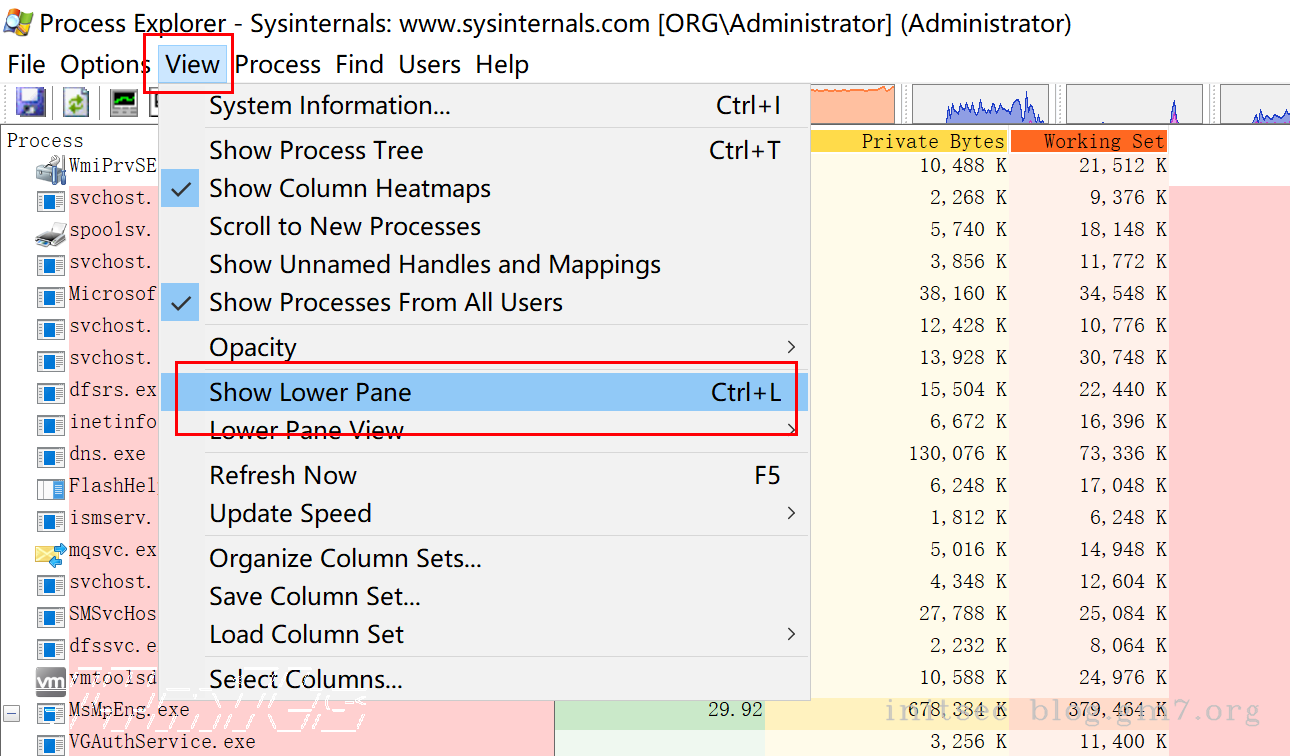 Process Explorer - Sysinternals: www.sysinternals.com [ORG\Administrator] (Administrator)
File Options View Process Find Users Help
System Information... Ctrl+I
Process Private Bytes Working Set
Show Process Tree Ctrl+T
WmiPrvSE 10,488 K 21,512 K
Show Column Heatmaps
svchost. 2,268 K 9,376 K
Scroll to New Processes
spoolsv. 5,740 K 18,148 K
Show Unnamed Handles and Mappings
svchost. 3,856 K 11,772 K
Show Processes From All Users
Microsof 38,160 K 34,548 K
svchost. 12,428 K 10,776 K
Opacity
svchost. 13,928 K 30,748 K
Show Lower Pane Ctrl+L
dfsrs.ex 15,504 K 22,440 K
Lower Pane View
inetinfo 6,672 K 16,396 K
dns.exe 130,076 K 73,336 K
Refresh Now F5
FlashHel 6,248 K 17,048 K
Update Speed
ismserv. 1,812 K 6,248 K
Organize Column Sets...
mqsvc.ex 5,016 K 14,948 K
svchost. 4,348 K 12,604 K
Save Column Set...
SMSvcHos 27,788 K 25,084 K
Load Column Set
dfssvc.e 2,232 K 8,064 K
Select Columns...
vm vmtoolsd 10,588 K 24,976 K
MsMpEng.exe 29.92 678,384 K 379,464 K
blog.gm7.org
VGAuthService.exe 3,256 K 11,400 K